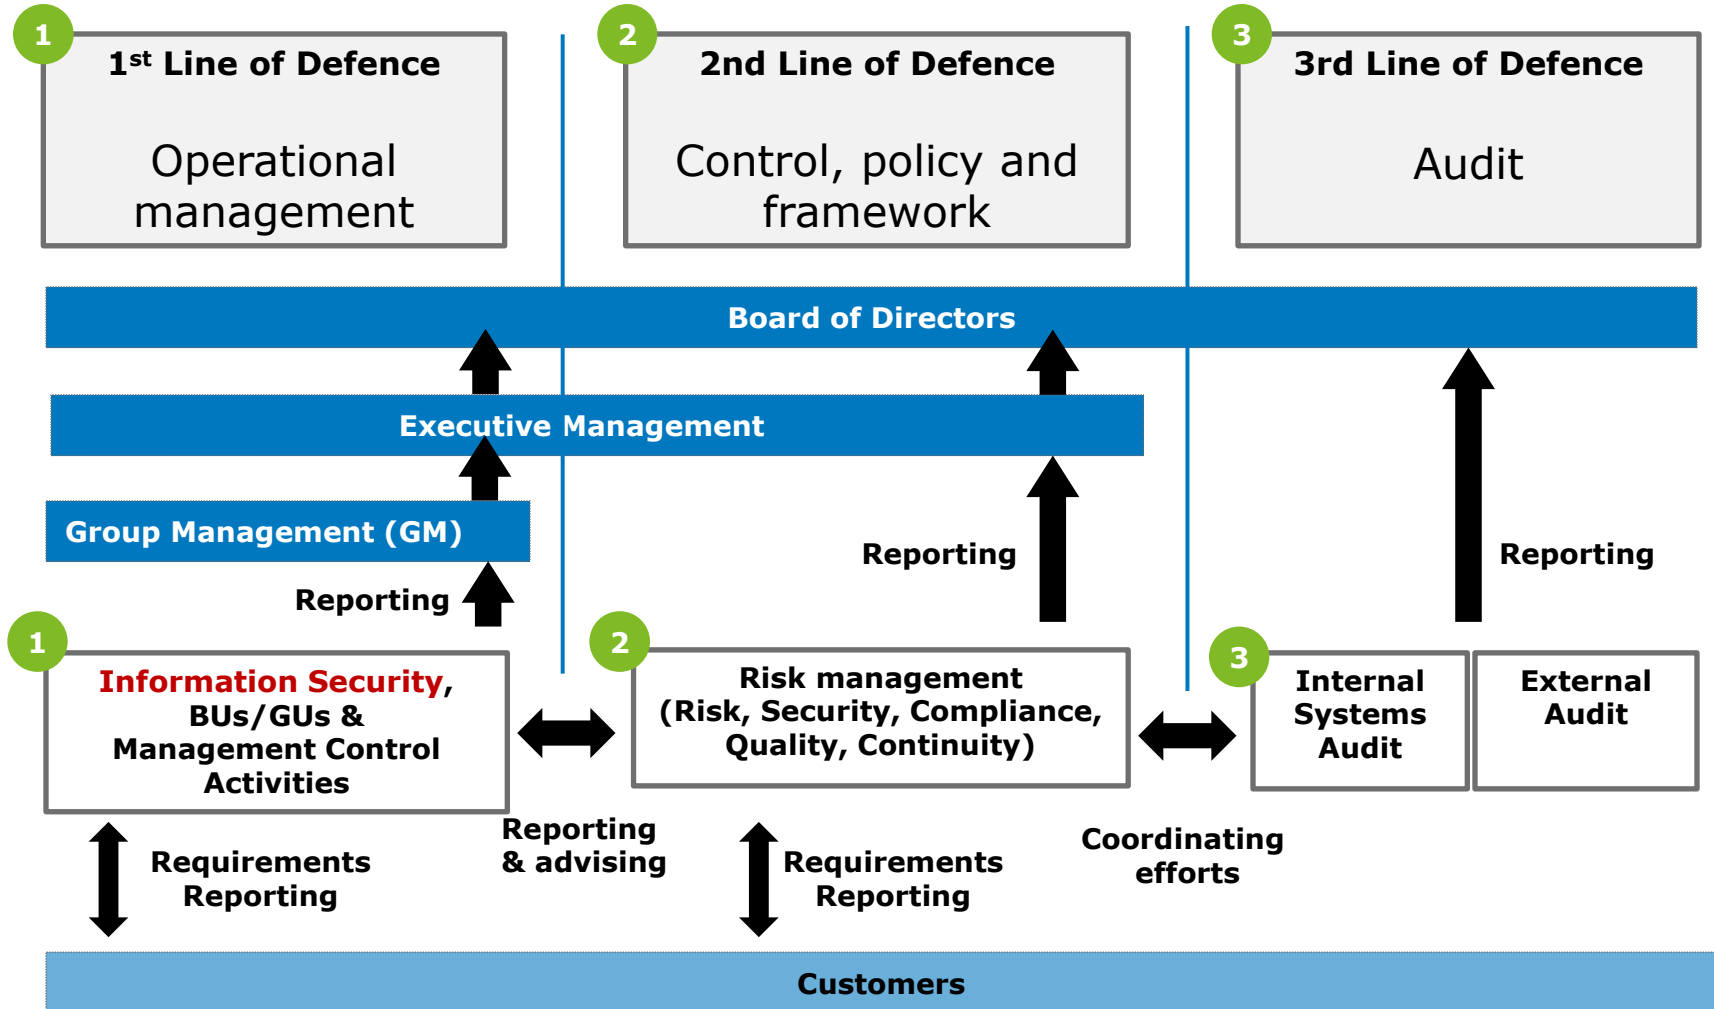 1
1st Line of Defence
Operational
management
2
2nd Line of Defence
Control, policy and
framework
3
3rd Line of Defence
Audit
Board of Directors
Executive Management
Group Management (GM)
Reporting
Reporting
Reporting
1
Information Security,
BUs/GUs &
Management Control
Activities
2
Risk management
(Risk, Security, Compliance,
Quality, Continuity)
3
Internal
Systems
Audit
External
Audit
Requirements
Reporting
Reporting
& advising
Requirements
Reporting
Coordinating
efforts
Customers